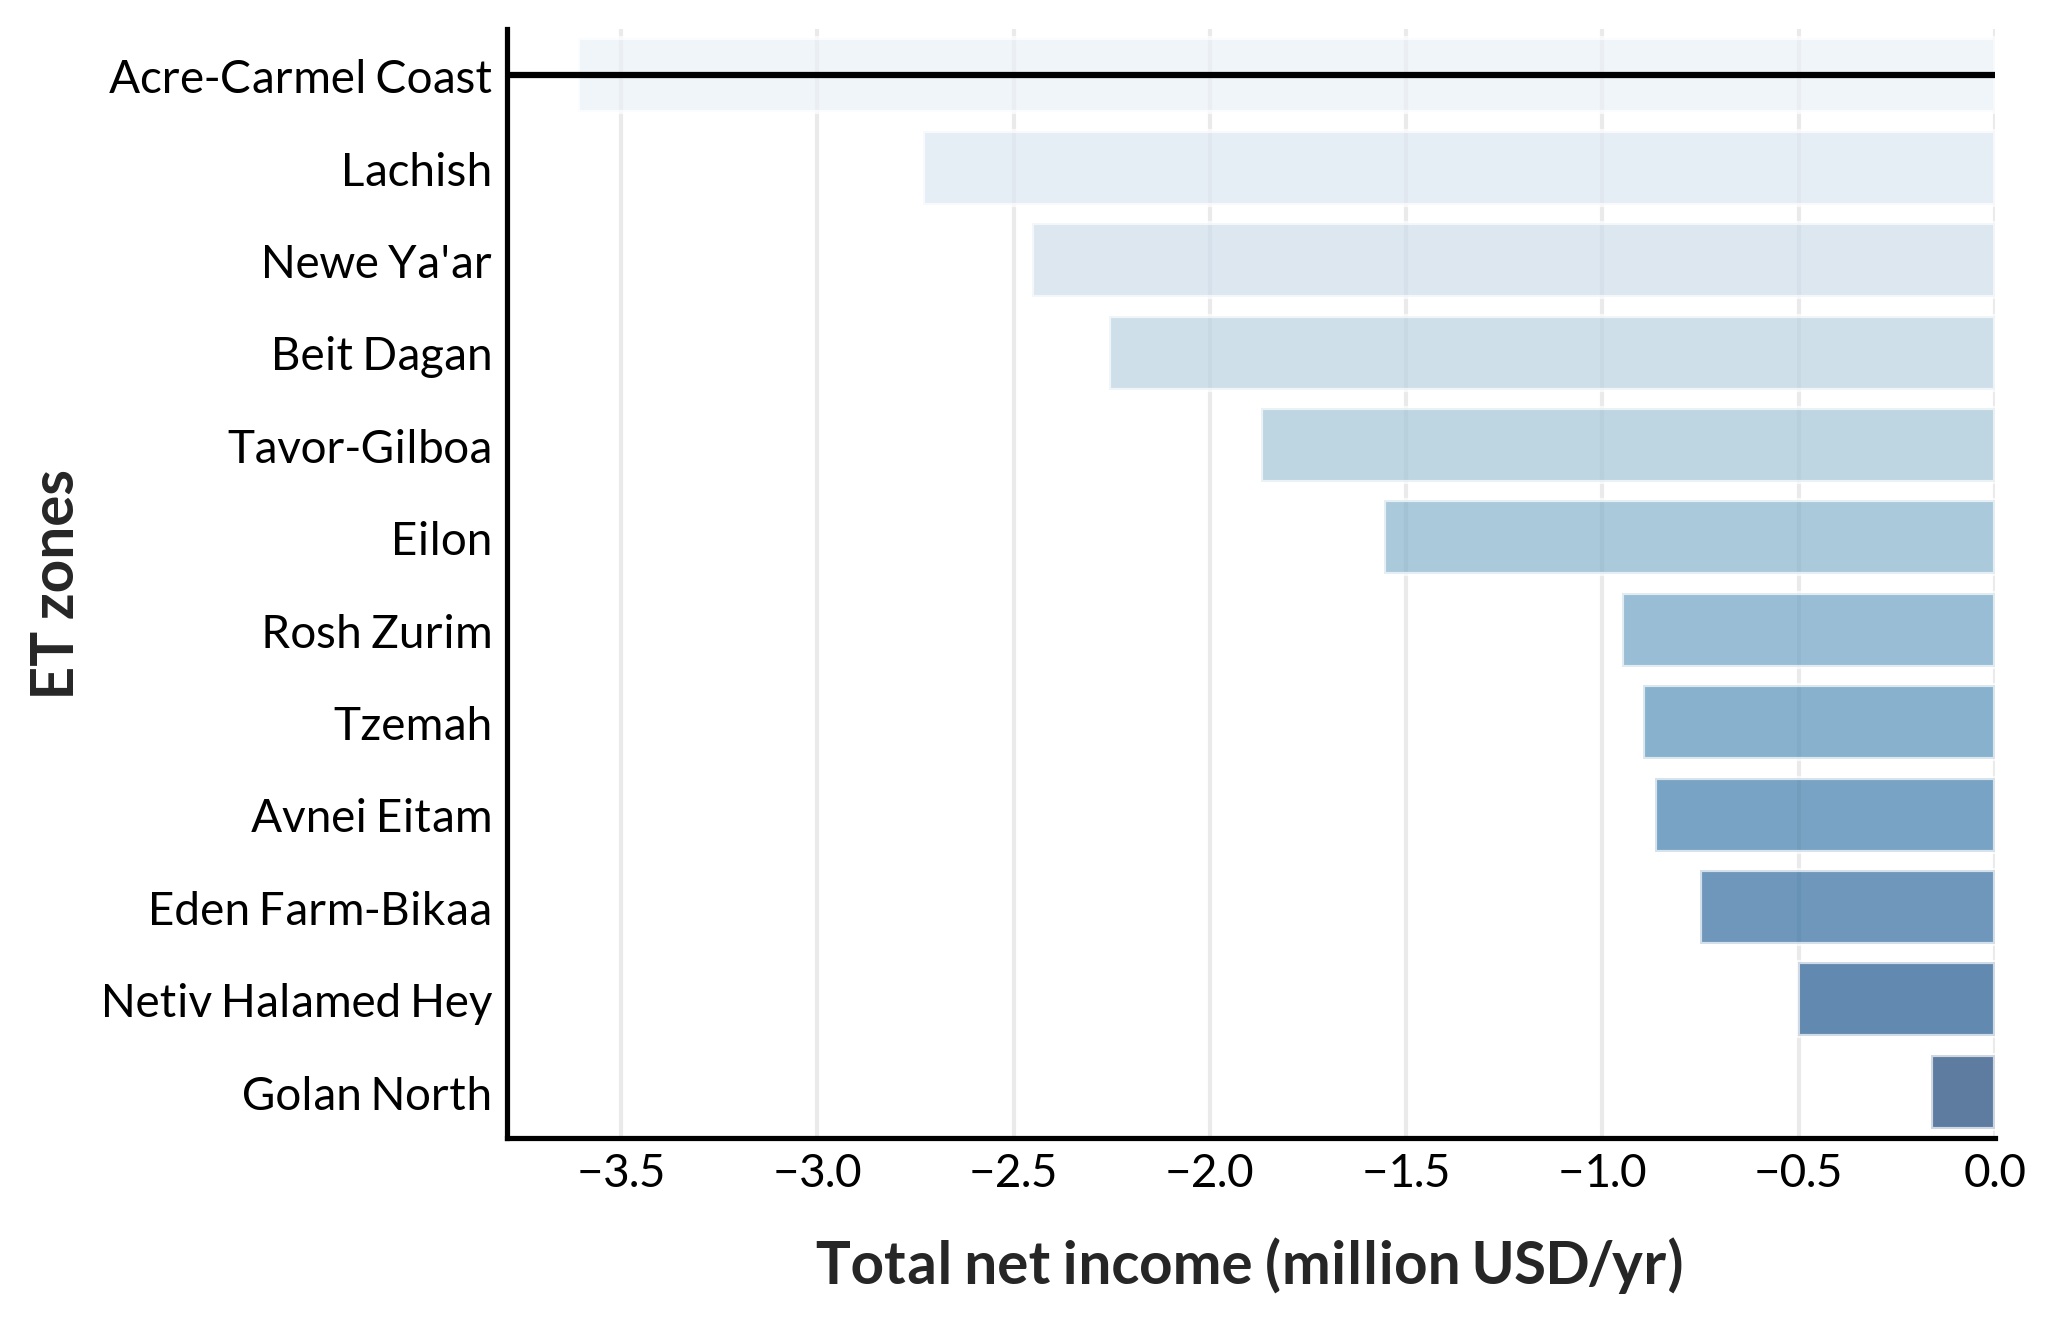 Acre-Carmel Coast
Lachish
Newe Ya'ar
Beit Dagan
Tavor-Gilboa
Eilon
Rosh Zurim
Tzemah
Avnei Eitam
Eden Farm-Bikaa
Netiv Halamed Hey
Golan North
ET zones
−3.5 −3.0 −2.5 −2.0 −1.5 −1.0 −0.5 0.0
Total net income (million USD/yr)